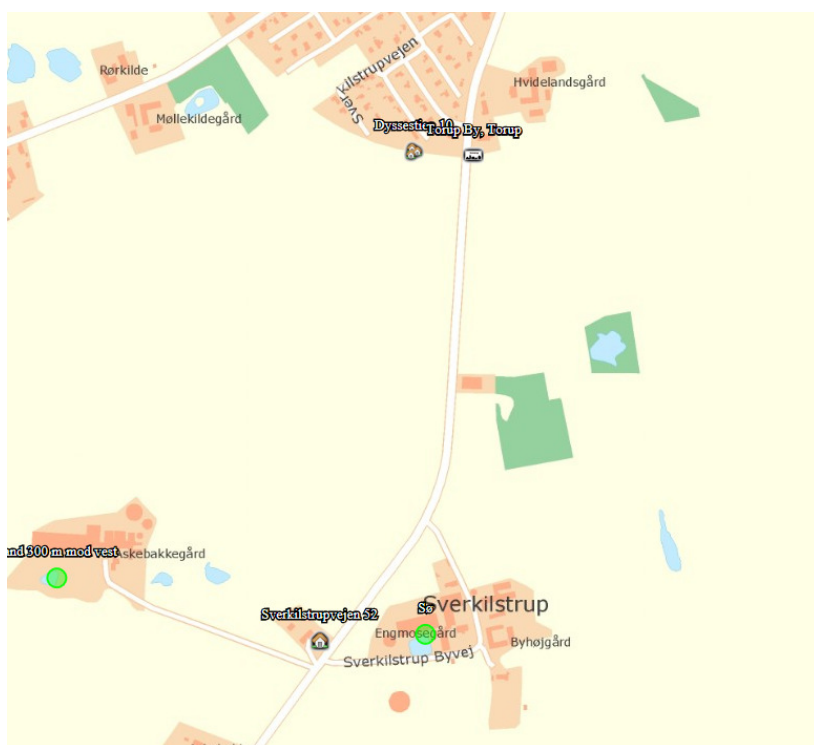 Sverkilstrupvejen
Rørkilde
Hvidelandsgård
Møllekildegård
Dyssestien 10
Torup By, Torup
and 300 m mod vest
Askebakkegård
Sverkilstrupvejen 52
Sø
Sverkilstrup
Engmosegård
Byhøjgård
Sverkilstrup Byvej